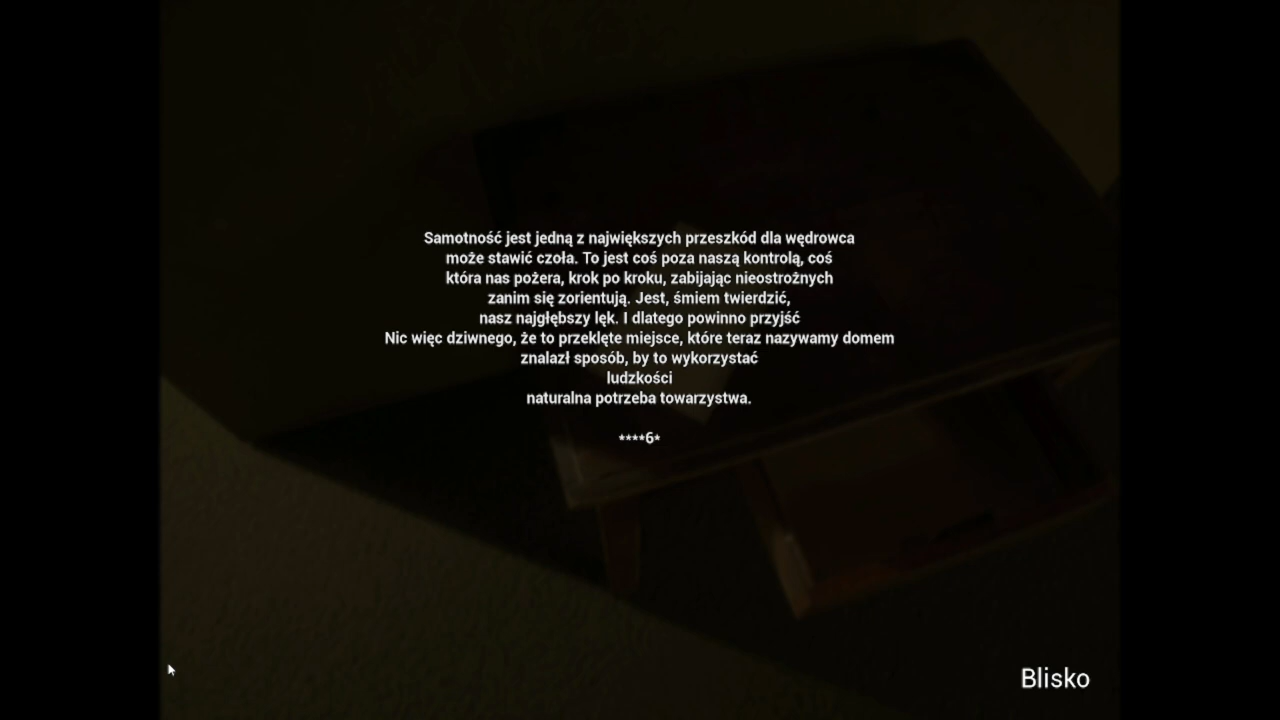 Samotność jest jedną z największych przeszkód dla wędrowca
może stawić czoła. To jest coś poza naszą kontrolą, coś
która nas pożera, krok po kroku, zabijając nieostrożnych
zanim się zorientują. Jest, śmiem twierdzić,
nasz najgłębszy lęk. I dlatego powinno przyjść
Nic więc dziwnego, że to przeklęte miejsce, które teraz nazywamy domem
znalazł sposób, by to wykorzystać
ludzkości
naturalna potrzeba towarzystwa.
****6*
Blisko